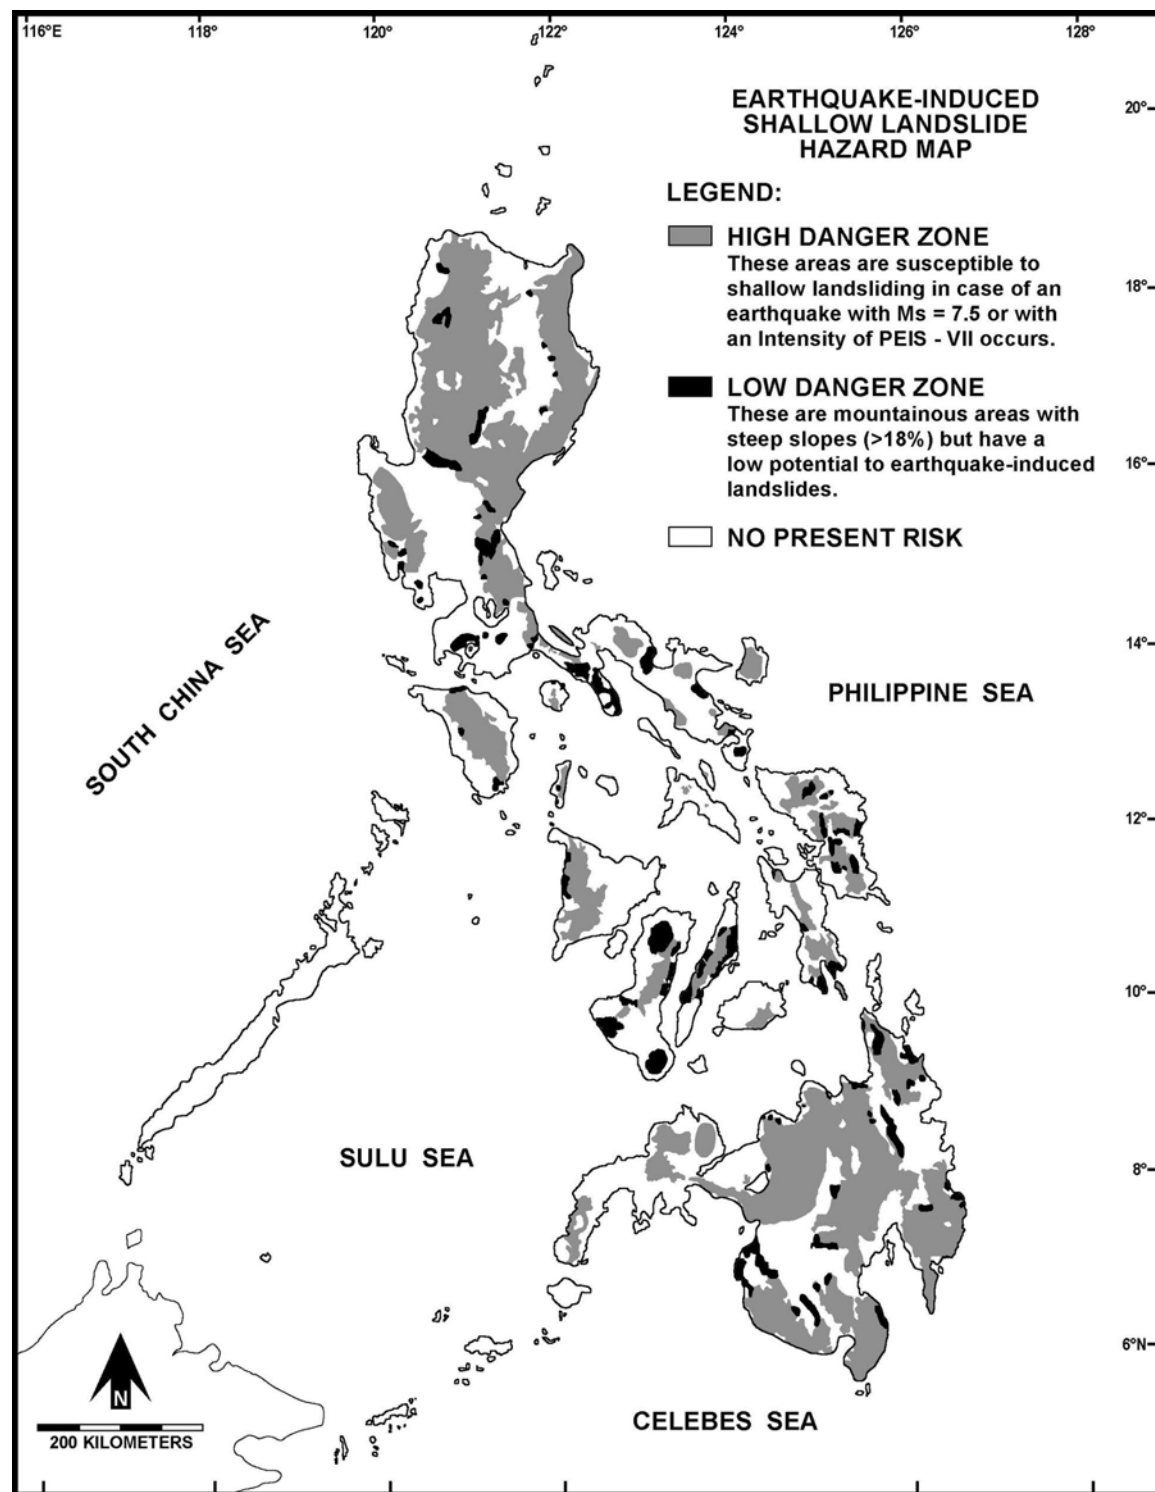 116°E 118° 120° 122° 124° 126° 128°
EARTHQUAKE-INDUCED
SHALLOW LANDSLIDE
HAZARD MAP
20°
LEGEND:
HIGH DANGER ZONE
These areas are susceptible to
shallow landsliding in case of an
earthquake with Ms = 7.5 or with
an Intensity of PEIS - VII occurs.
18°
LOW DANGER ZONE
These are mountainous areas with
steep slopes (>18%) but have a
low potential to earthquake-induced
landslides.
16°
NO PRESENT RISK
14°
SOUTH CHINA SEA
PHILIPPINE SEA
12°
10°
SULU SEA
8°
6°N
N
200 KILOMETERS
CELEBES SEA